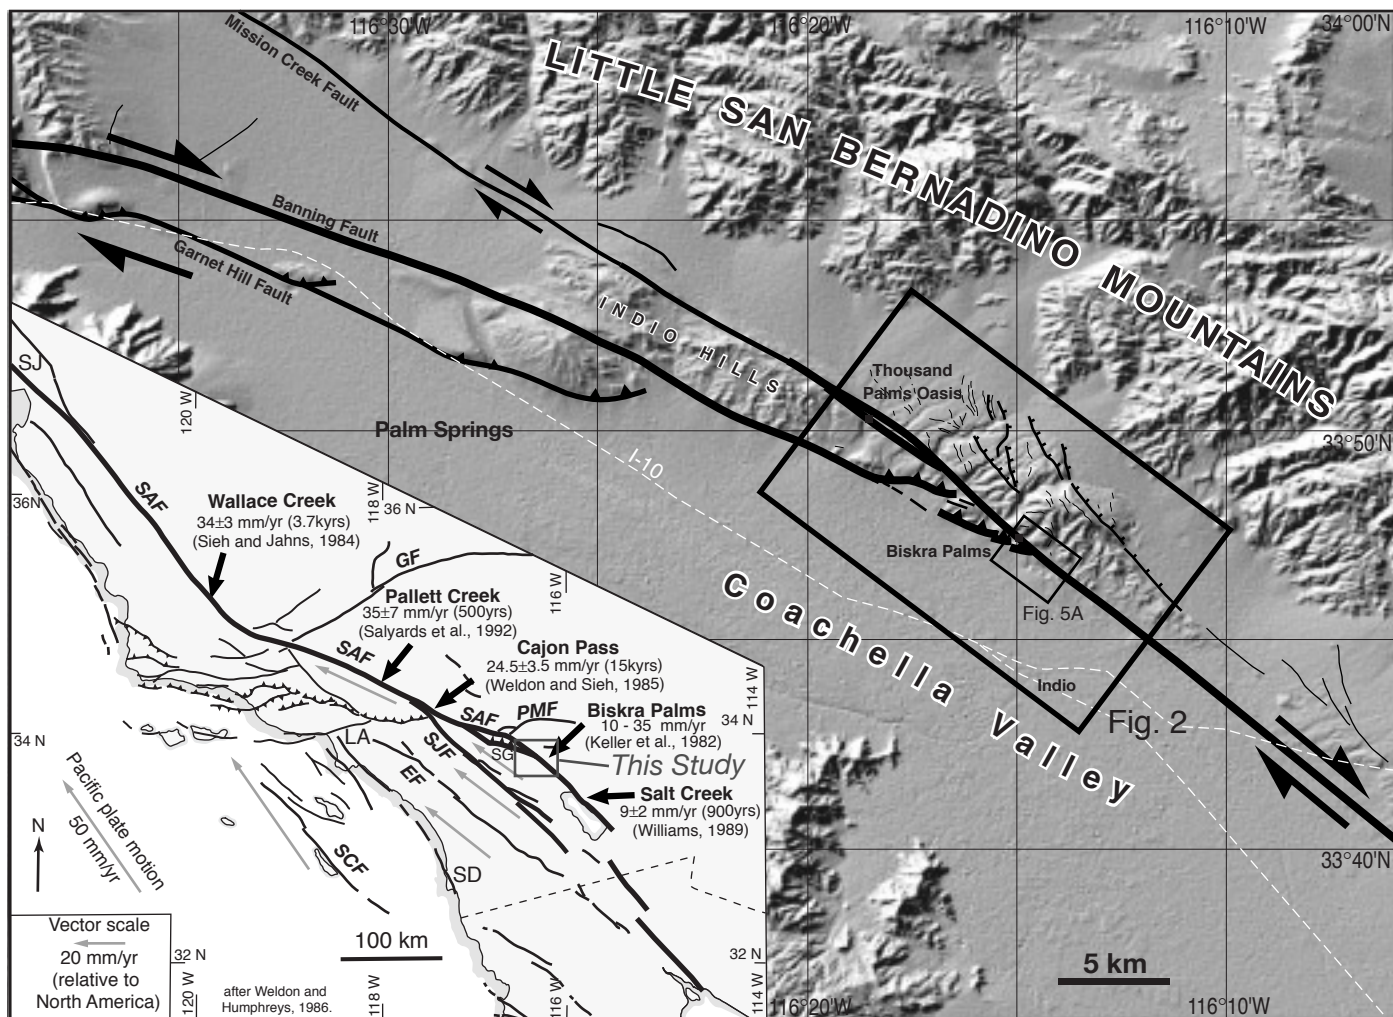 116°30'W
116°20'W
116°10'W
34°00'N
Mission Creek Fault
LITTLE SAN BERNADINO MOUNTAINS
Banning Fault
Garnet Hill Fault
INDIO HILLS
Thousand
Palms Oasis
Palm Springs
33°50'N
I-10
Biskra Palms
Fig. 5A
Coachella Valley
Indio
Fig. 2
33°40'N
5 km
116°20'W
116°10'W
SJ
120 W
36N
SAF
Wallace Creek
34±3 mm/yr (3.7kyrs)
(Sieh and Jahns, 1984)
118 W
36 N
GF
116 W
Pallett Creek
35±7 mm/yr (500yrs)
(Salyards et al., 1992)
SAF
Cajon Pass
24.5±3.5 mm/yr (15kyrs)
(Weldon and Sieh, 1985)
114 W
34 N
SAF
PMF
Biskra Palms
10 - 35 mm/yr
(Keller et al., 1982)
SG
This Study
34 N
LA
SJF
EF
Salt Creek
9±2 mm/yr (900yrs)
(Williams, 1989)
Pacific plate motion
50 mm/yr
N
SCF
SD
Vector scale
20 mm/yr
(relative to
North America)
100 km
32 N
32 N
120 W
after Weldon and
Humphreys, 1986.
118 W
116 W
114 W